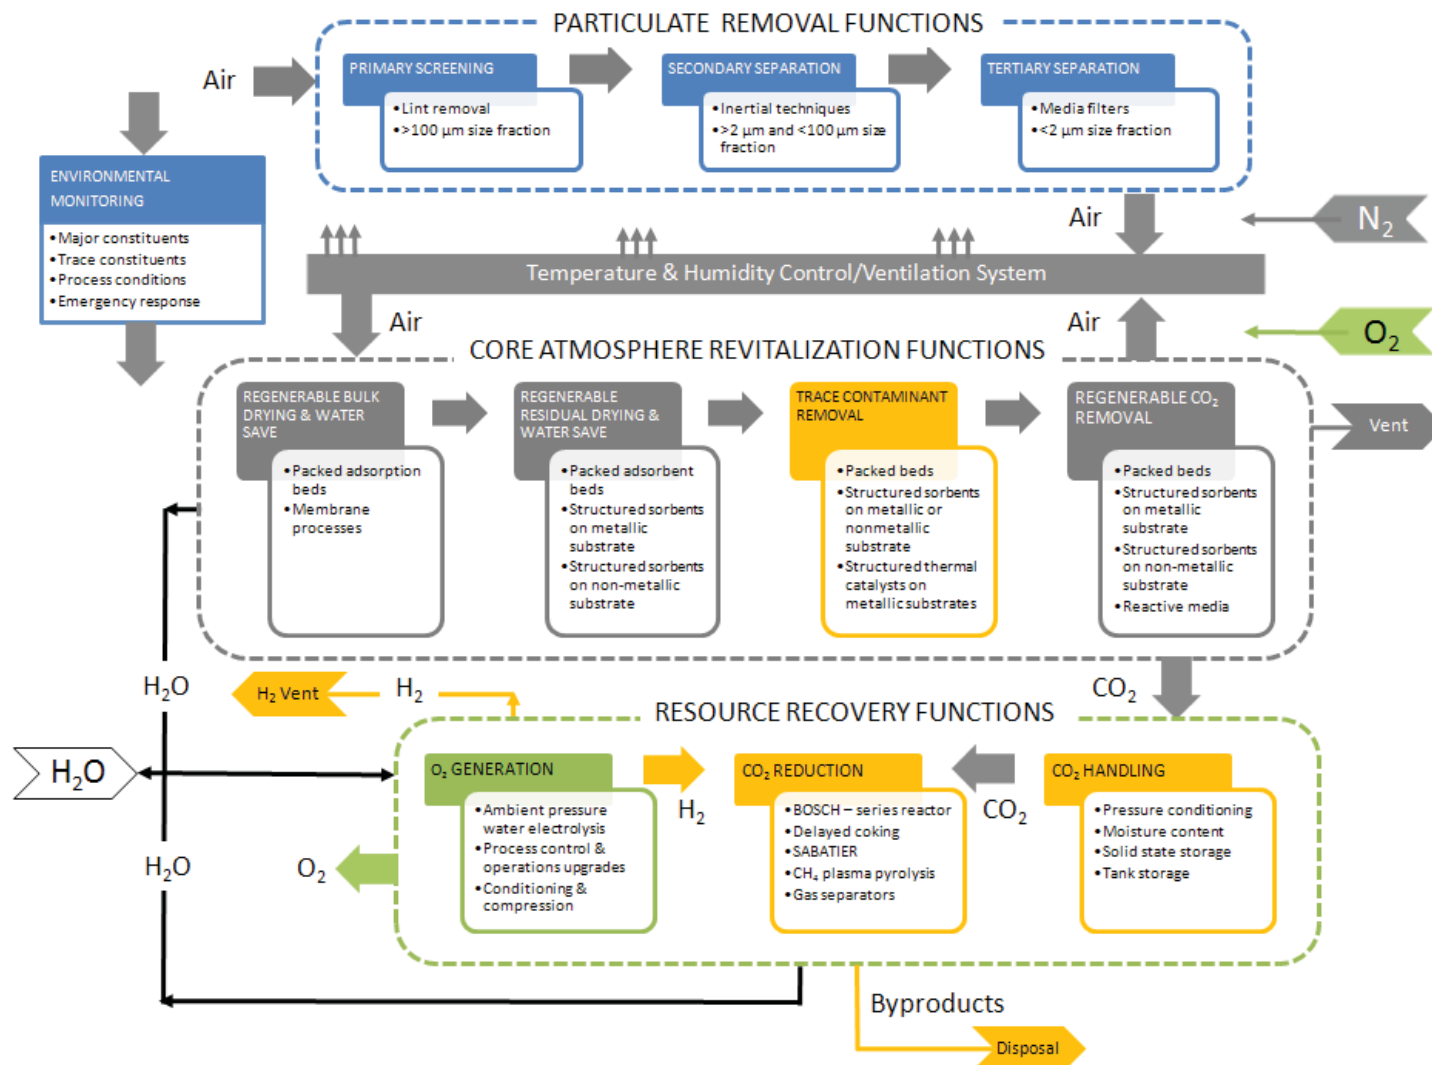 PARTICULATE REMOVAL FUNCTIONS
Air
PRIMARY SCREENING
•Lint removal
•>100 µm size fraction
SECONDARY SEPARATION
•Inertial techniques
•>2 µm and <100 µm size
fraction
TERTIARY SEPARATION
•Media filters
•<2 µm size fraction
ENVIRONMENTAL
MONITORING
•Major constituents
•Trace constituents
•Process conditions
•Emergency response
Air
N₂
Temperature & Humidity Control/Ventilation System
Air
Air
O₂
CORE ATMOSPHERE REVITALIZATION FUNCTIONS
REGENERABLE BULK
DRYING & WATER
SAVE
•Packed adsorption
beds
•Membrane
processes
REGENERABLE
RESIDUAL DRYING &
WATER SAVE
•Packed adsorbent
beds
•Structured sorbents
on metallic
substrate
•Structured sorbents
on non-metallic
substrate
TRACE CONTAMINANT
REMOVAL
•Packed beds
•Structured sorbents
on metallic or
nonmetallic
substrate
•Structured thermal
catalysts on
metallic substrates
REGENERABLE CO₂
REMOVAL
•Packed beds
•Structured sorbents
on metallic
substrate
•Structured sorbents
on non-metallic
substrate
•Reactive media
Vent
H₂O
H₂ Vent
H₂
CO₂
RESOURCE RECOVERY FUNCTIONS
H₂O
O₂ GENERATION
•Ambient pressure
water electrolysis
•Process control &
operations upgrades
•Conditioning &
compression
H₂
CO₂ REDUCTION
•BOSCH – series reactor
•Delayed coking
•SABATIER
•CH₄ plasma pyrolysis
•Gas separators
CO₂
CO₂ HANDLING
•Pressure conditioning
•Moisture content
•Solid state storage
•Tank storage
H₂O
O₂
Byproducts
Disposal